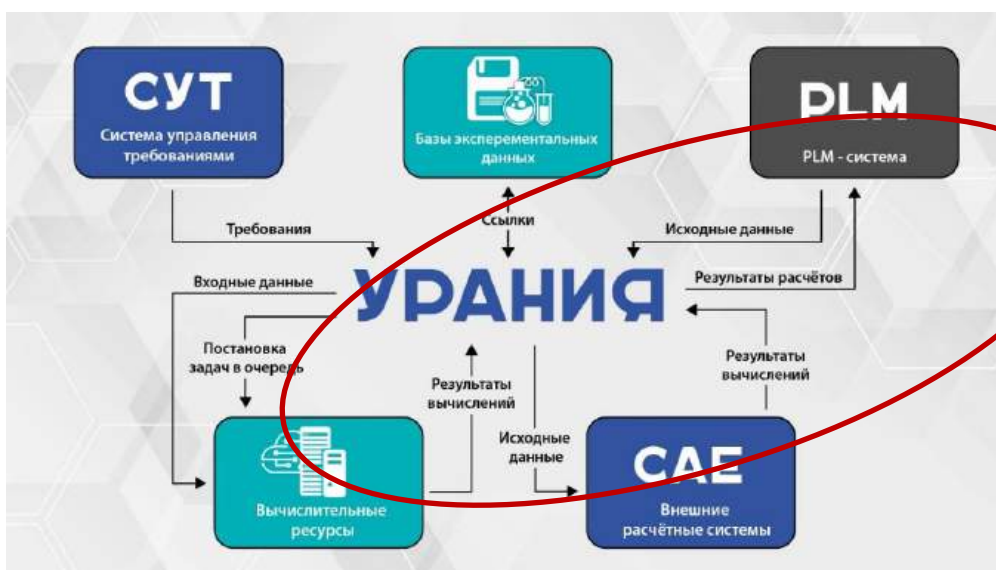 СУТ
Система управления
требованиями
Базы эксперементальных
данных
PLM
PLM - система
Требования
Ссылки
Исходные данные
Входные данные
УРАНИЯ
Результаты расчётов
Постановка
задач в очередь
Результаты
вычислений
Исходные
данные
Результаты
вычислений
Вычислительные
ресурсы
CAE
Внешние
расчётные системы